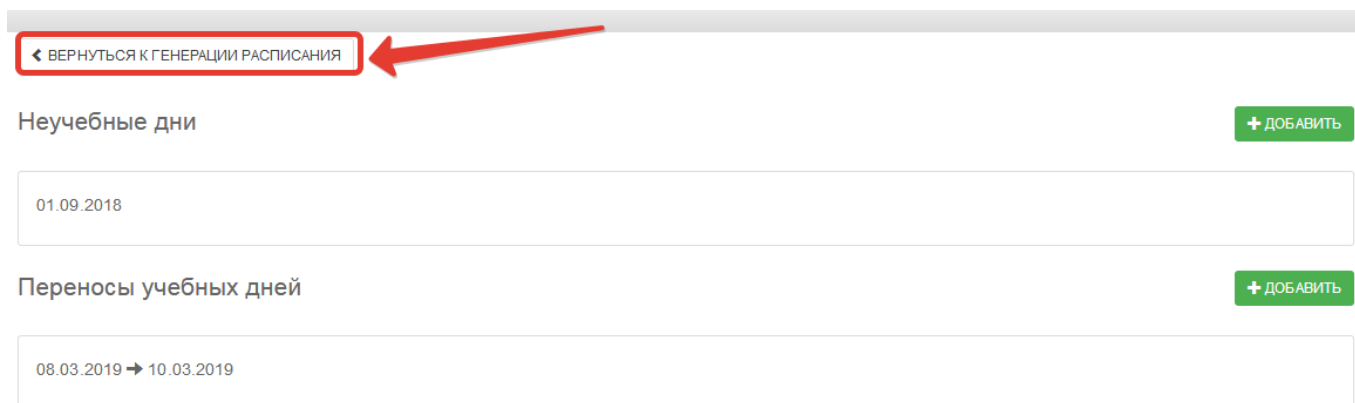 ВЕРНУТЬСЯ К ГЕНЕРАЦИИ РАСПИСАНИЯ
Неучебные дни
+ ДОБАВИТЬ
01.09.2018
Переносы учебных дней
+ ДОБАВИТЬ
08.03.2019 → 10.03.2019